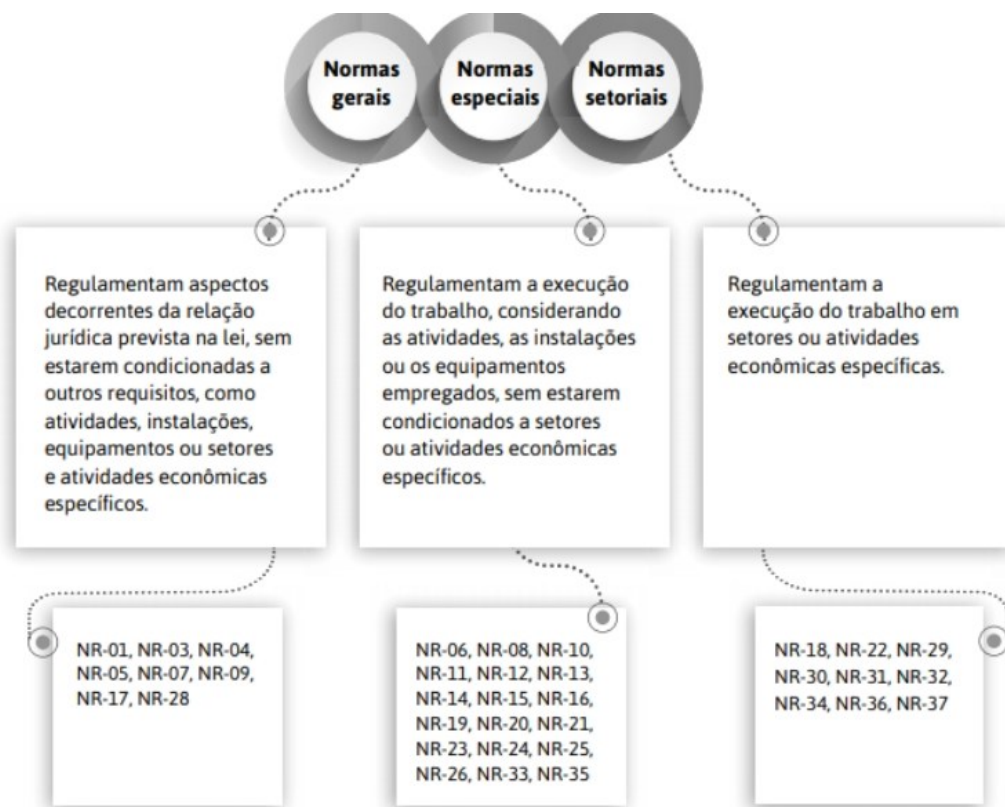 Normas
gerais
Normas
especiais
Normas
setoriais
Regulamentam aspectos
decorrentes da relação
jurídica prevista na lei, sem
estarem condicionadas a
outros requisitos, como
atividades, instalações,
equipamentos ou setores
e atividades econômicas
específicos.
Regulamentam a execução
do trabalho, considerando
as atividades, as instalações
ou os equipamentos
empregados, sem estarem
condicionados a setores
ou atividades econômicas
específicos.
Regulamentam a
execução do trabalho em
setores ou atividades
econômicas específicas.
NR-01, NR-03, NR-04,
NR-05, NR-07, NR-09,
NR-17, NR-28
NR-06, NR-08, NR-10,
NR-11, NR-12, NR-13,
NR-14, NR-15, NR-16,
NR-19, NR-20, NR-21,
NR-23, NR-24, NR-25,
NR-26, NR-33, NR-35
NR-18, NR-22, NR-29,
NR-30, NR-31, NR-32,
NR-34, NR-36, NR-37